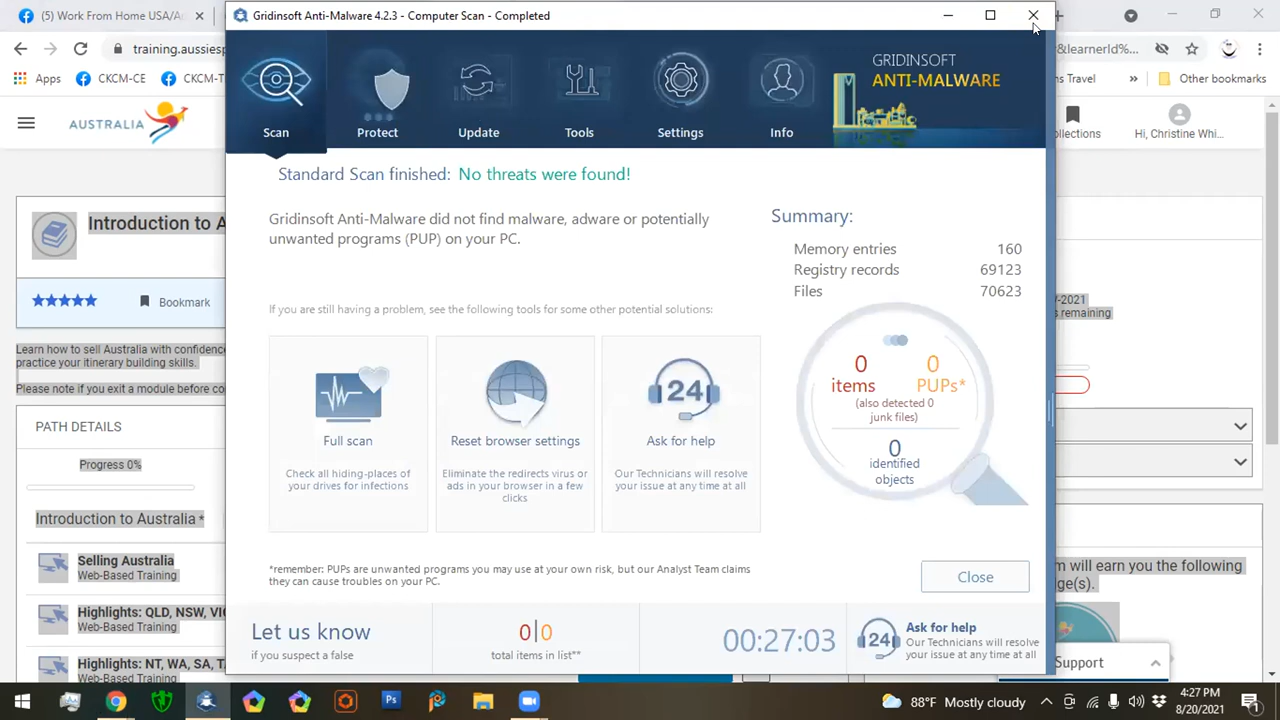 (5) Work From Home USA/A
Gridinsoft Anti-Malware 4.2.3 - Computer Scan - Completed
training.aussiesp
&learnerId%...
Apps
CKCM-CE
CKCM-T
ns Travel
»
Other bookmarks
AUSTRALIA
ollections
Hi, Christine Whi...
Scan
Protect
Update
Tools
Settings
Info
GRIDINSOFT
ANTI-MALWARE
Standard Scan finished: No threats were found!
Gridinsoft Anti-Malware did not find malware, adware or potentially
unwanted programs (PUP) on your PC.
Summary:
Memory entries 160
Registry records 69123
Files 70623
If you are still having a problem, see the following tools for some other potential solutions:
Full scan
Check all hiding-places of
your drives for infections
Reset browser settings
Eliminate the redirects virus or
ads in your browser in a few
clicks
24
Ask for help
Our Technicians will resolve
your issue at any time at all
0
items
0
PUPs*
(also detected 0
junk files)
0
identified
objects
*remember: PUPs are unwanted programs you may use at your own risk, but our Analyst Team claims
they can cause troubles on your PC.
Close
Let us know
if you suspect a false
0|0
total items in list**
00:27:03
24
Ask for help
Our Technicians will resolve
your issue at any time at all
Introduction to A
Bookmark
Learn how to sell Australia with confidence
practice your itinerary building skills.
Please note if you exit a module before co
PATH DETAILS
Progress 0%
Introduction to Australia *
Selling Australia
Web-Based Training
Highlights: QLD, NSW, VIC
Web-Based Training
Highlights: NT, WA, SA, TA
Web-Based Training
-2021
s remaining
m will earn you the following
ge(s).
Support
Ps
88°F Mostly cloudy
4:27 PM
8/20/2021
1